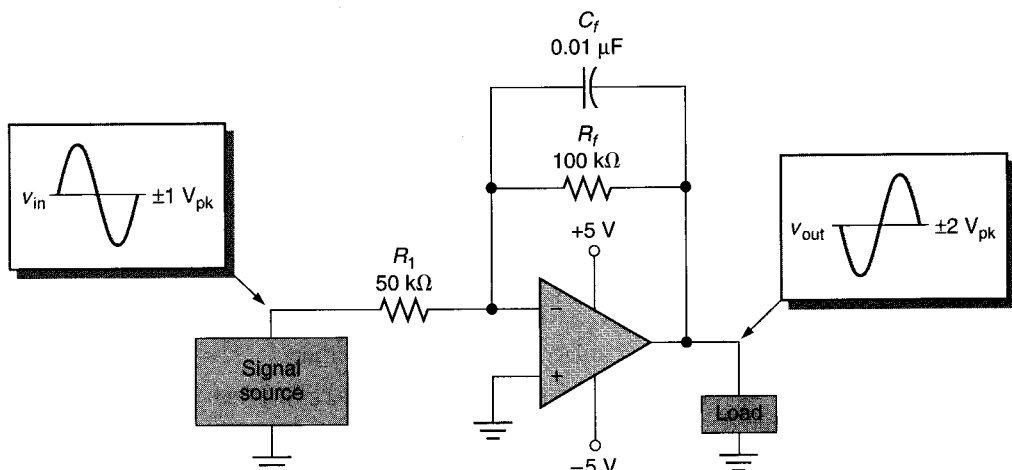 C_f
0.01 μF
R_f
100 kΩ
v_in
±1 V_pk
+5 V
v_out
±2 V_pk
R_1
50 kΩ
−
+
Signal
source
Load
−5 V